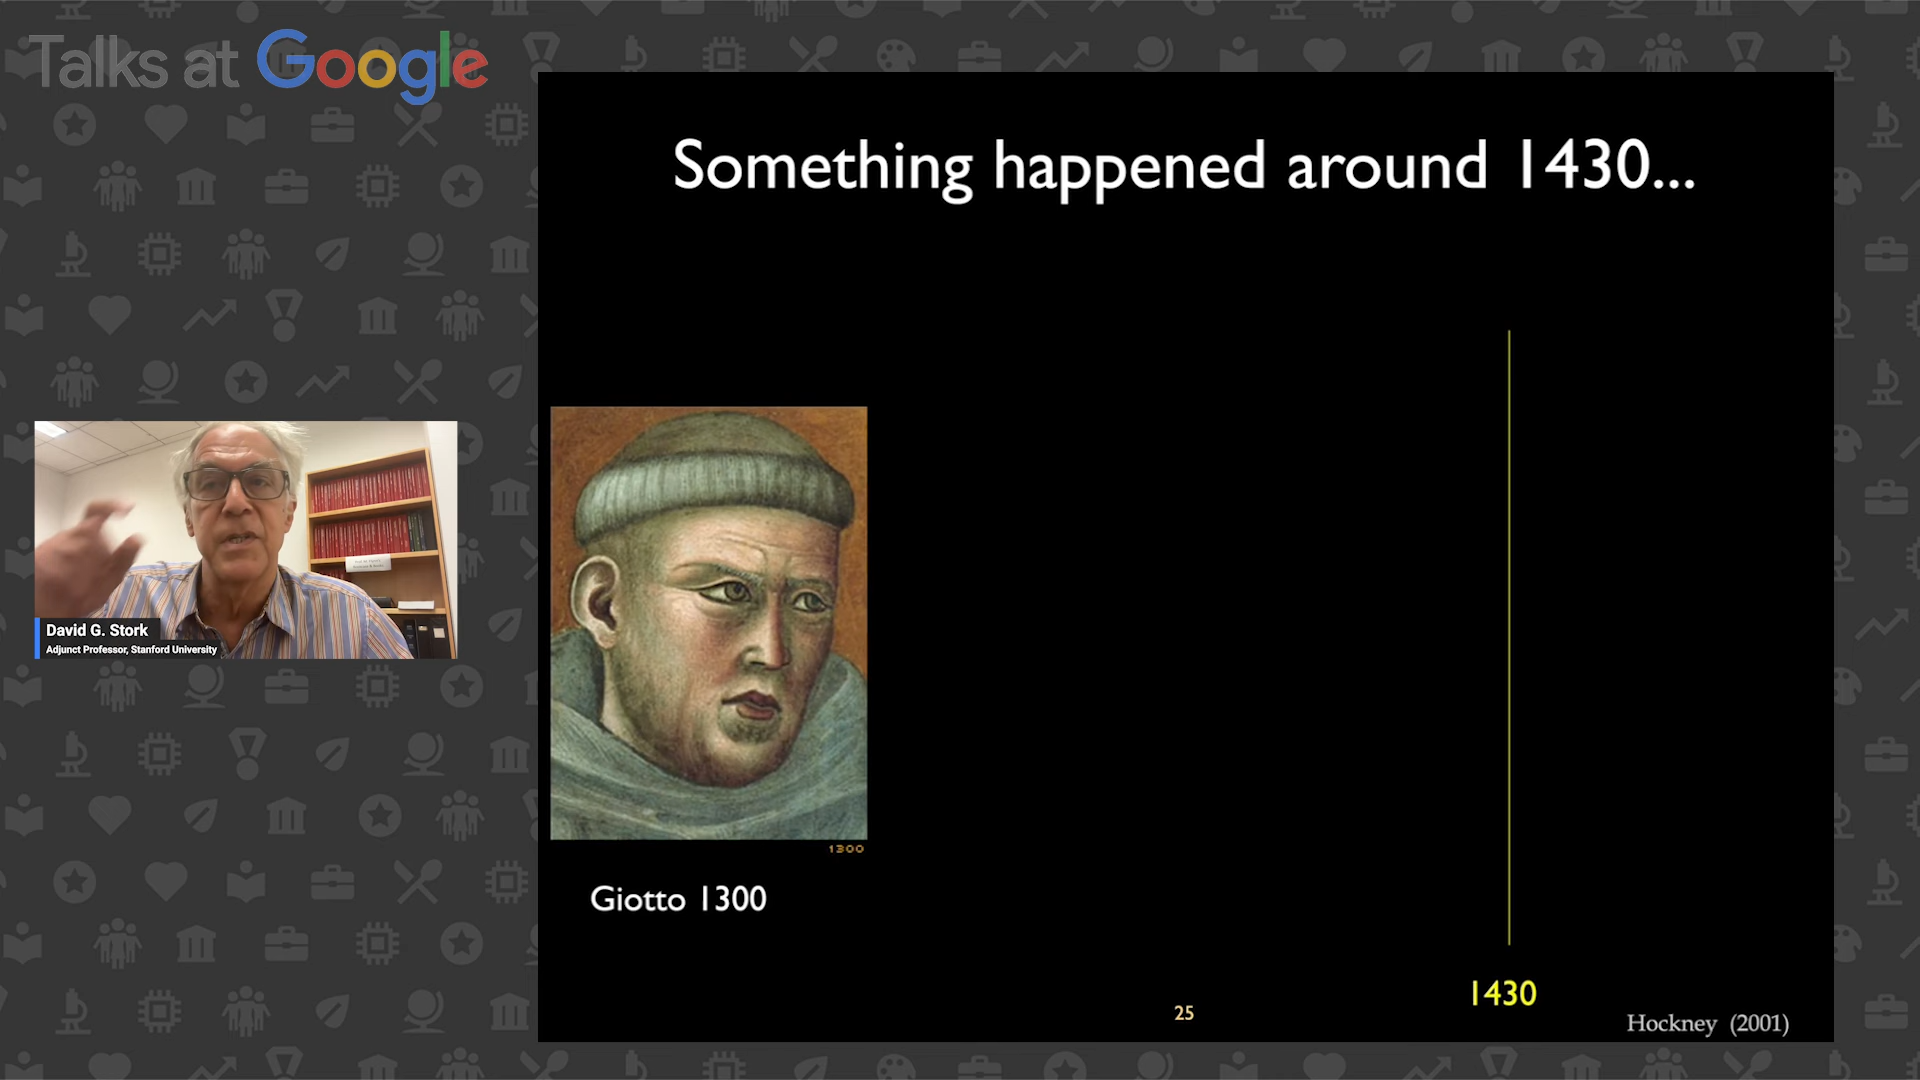 Talks at Google
Something happened around 1430...
David G. Stork
Adjunct Professor, Stanford University
1300
Giotto 1300
1430
25
Hockney (2001)